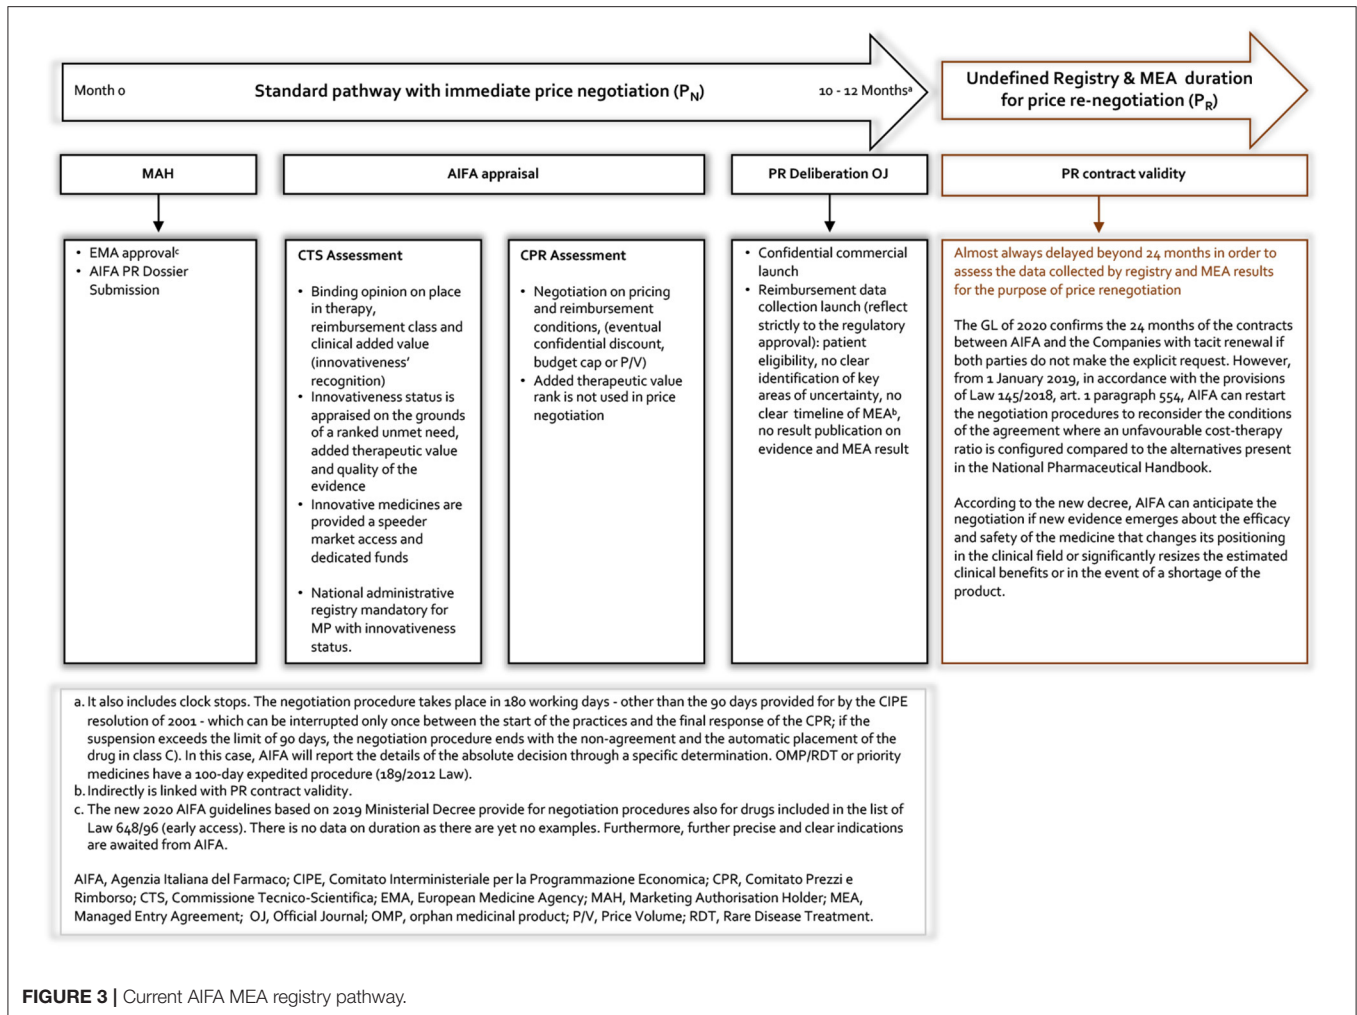 Month 0
Standard pathway with immediate price negotiation (PN)
10 - 12 Monthsa
Undefined Registry & MEA duration
for price re-negotiation (PR)
MAH
AIFA appraisal
PR Deliberation OJ
PR contract validity
• EMA approvalc
• AIFA PR Dossier
Submission
CTS Assessment
• Binding opinion on place
in therapy,
reimbursement class and
clinical added value
(innovativeness'
recognition)
• Innovativeness status is
appraised on the grounds
of a ranked unmet need,
added therapeutic value
and quality of the
evidence
• Innovative medicines are
provided a speeder
market access and
dedicated funds
• National administrative
registry mandatory for
MP with innovativeness
status.
CPR Assessment
• Negotiation on pricing
and reimbursement
conditions, (eventual
confidential discount,
budget cap or P/V)
• Added therapeutic value
rank is not used in price
negotiation
• Confidential commercial
launch
• Reimbursement data
collection launch (reflect
strictly to the regulatory
approval): patient
eligibility, no clear
identification of key
areas of uncertainty, no
clear timeline of MEAb,
no result publication on
evidence and MEA result
Almost always delayed beyond 24 months in order to
assess the data collected by registry and MEA results
for the purpose of price renegotiation
The GL of 2020 confirms the 24 months of the contracts
between AIFA and the Companies with tacit renewal if
both parties do not make the explicit request. However,
from 1 January 2019, in accordance with the provisions
of Law 145/2018, art. 1 paragraph 554, AIFA can restart
the negotiation procedures to reconsider the conditions
of the agreement where an unfavourable cost-therapy
ratio is configured compared to the alternatives present
in the National Pharmaceutical Handbook.
According to the new decree, AIFA can anticipate the
negotiation if new evidence emerges about the efficacy
and safety of the medicine that changes its positioning
in the clinical field or significantly resizes the estimated
clinical benefits or in the event of a shortage of the
product.
a. It also includes clock stops. The negotiation procedure takes place in 180 working days - other than the 90 days provided for by the CIPE
resolution of 2001 - which can be interrupted only once between the start of the practices and the final response of the CPR; if the
suspension exceeds the limit of 90 days, the negotiation procedure ends with the non-agreement and the automatic placement of the
drug in class C). In this case, AIFA will report the details of the absolute decision through a specific determination. OMP/RDT or priority
medicines have a 100-day expedited procedure (189/2012 Law).
b. Indirectly is linked with PR contract validity.
c. The new 2020 AIFA guidelines based on 2019 Ministerial Decree provide for negotiation procedures also for drugs included in the list of
Law 648/96 (early access). There is no data on duration as there are yet no examples. Furthermore, further precise and clear indications
are awaited from AIFA.
AIFA, Agenzia Italiana del Farmaco; CIPE, Comitato Interministeriale per la Programmazione Economica; CPR, Comitato Prezzi e
Rimborso; CTS, Commissione Tecnico-Scientifica; EMA, European Medicine Agency; MAH, Marketing Authorisation Holder; MEA,
Managed Entry Agreement; OJ, Official Journal; OMP, orphan medicinal product; P/V, Price Volume; RDT, Rare Disease Treatment.
FIGURE 3 | Current AIFA MEA registry pathway.